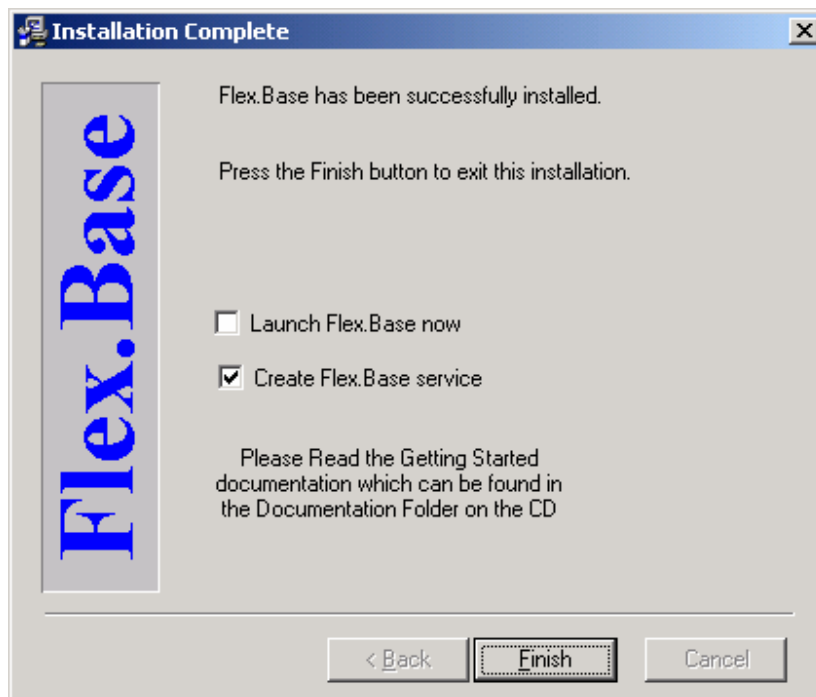 Installation Complete
Flex.Base
Flex.Base has been successfully installed.
Press the Finish button to exit this installation.
Launch Flex.Base now
Create Flex.Base service
Please Read the Getting Started
documentation which can be found in
the Documentation Folder on the CD
< Back
Finish
Cancel